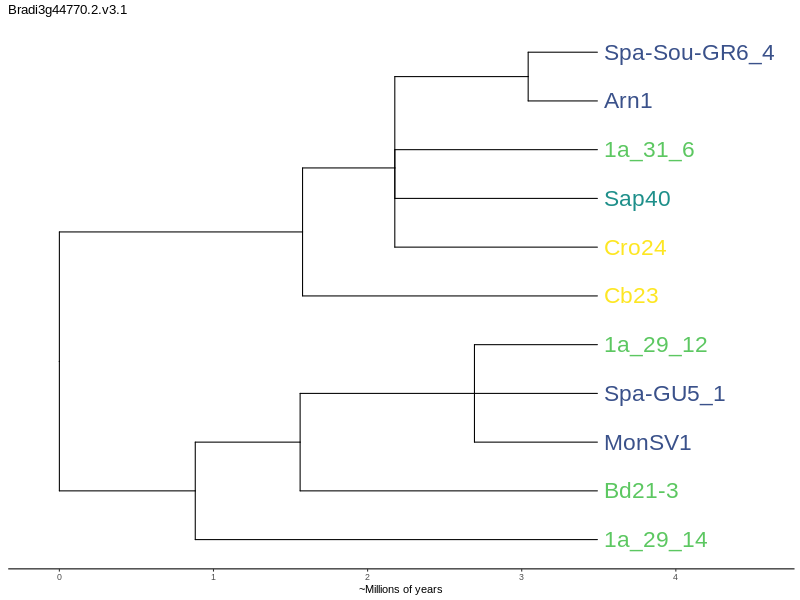 Bradi3g44770.2.v3.1
Spa-Sou-GR6_4
Arn1
1a_31_6
Sap40
Cro24
Cb23
1a_29_12
Spa-GU5_1
MonSV1
Bd21-3
1a_29_14
0 1 2 3 4
~Millions of years